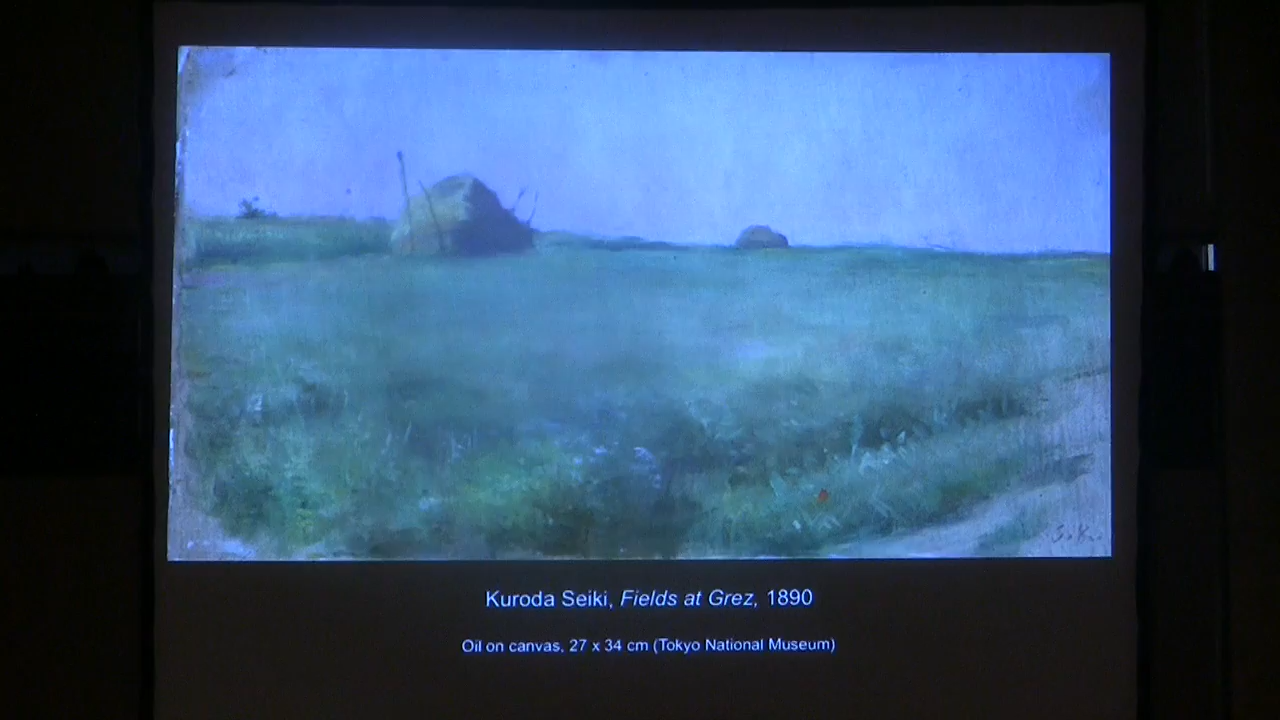 Kuroda Seiki, Fields at Grez, 1890
Oil on canvas, 27 x 34 cm (Tokyo National Museum)